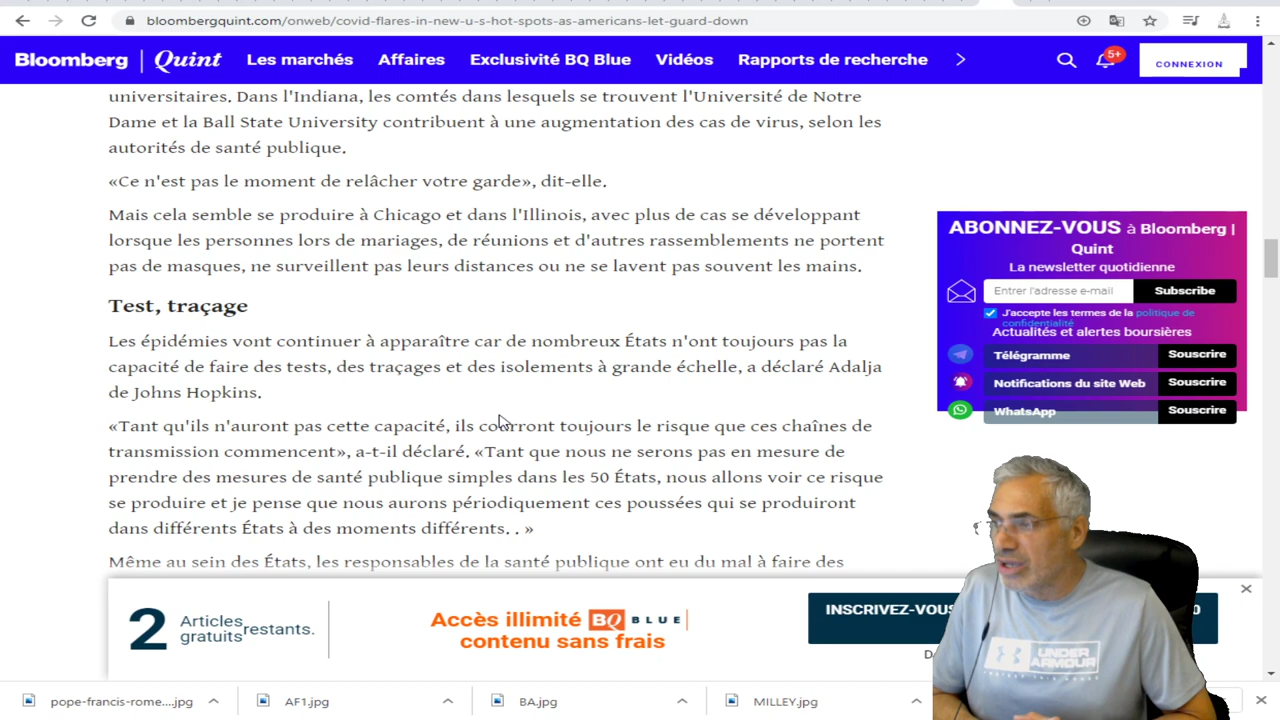 bloombergquint.com/onweb/covid-flares-in-new-u-s-hot-spots-as-americans-let-guard-down
Bloomberg | Quint Les marchés Affaires Exclusivité BQ Blue Vidéos Rapports de recherche 5+ CONNEXION
universitaires. Dans l'Indiana, les comtés dans lesquels se trouvent l'Université de Notre
Dame et la Ball State University contribuent à une augmentation des cas de virus, selon les
autorités de santé publique.
«Ce n'est pas le moment de relâcher votre garde», dit-elle.
Mais cela semble se produire à Chicago et dans l'Illinois, avec plus de cas se développant
lorsque les personnes lors de mariages, de réunions et d'autres rassemblements ne portent
pas de masques, ne surveillent pas leurs distances ou ne se lavent pas souvent les mains.
Test, traçage
Les épidémies vont continuer à apparaître car de nombreux États n'ont toujours pas la
capacité de faire des tests, des traçages et des isolements à grande échelle, a déclaré Adalja
de Johns Hopkins.
«Tant qu'ils n'auront pas cette capacité, ils courront toujours le risque que ces chaînes de
transmission commencent», a-t-il déclaré. «Tant que nous ne serons pas en mesure de
prendre des mesures de santé publique simples dans les 50 États, nous allons voir ce risque
se produire et je pense que nous aurons périodiquement ces poussées qui se produiront
dans différents États à des moments différents. . »
Même au sein des États, les responsables de la santé publique ont eu du mal à faire des
ABONNEZ-VOUS à Bloomberg |
Quint
La newsletter quotidienne
Entrer l'adresse e-mail Subscribe
J'accepte les termes de la politique de
confidentialité
Actualités et alertes boursières
Télégramme Souscrire
Notifications du site Web Souscrire
WhatsApp Souscrire
2 Articles
gratuits restants.
Accès illimité BQ BLUE
contenu sans frais
INSCRIVEZ-VOUS
pope-francis-rome....jpg AF1.jpg BA.jpg MILLEY.jpg
UNDER
ARMOUR